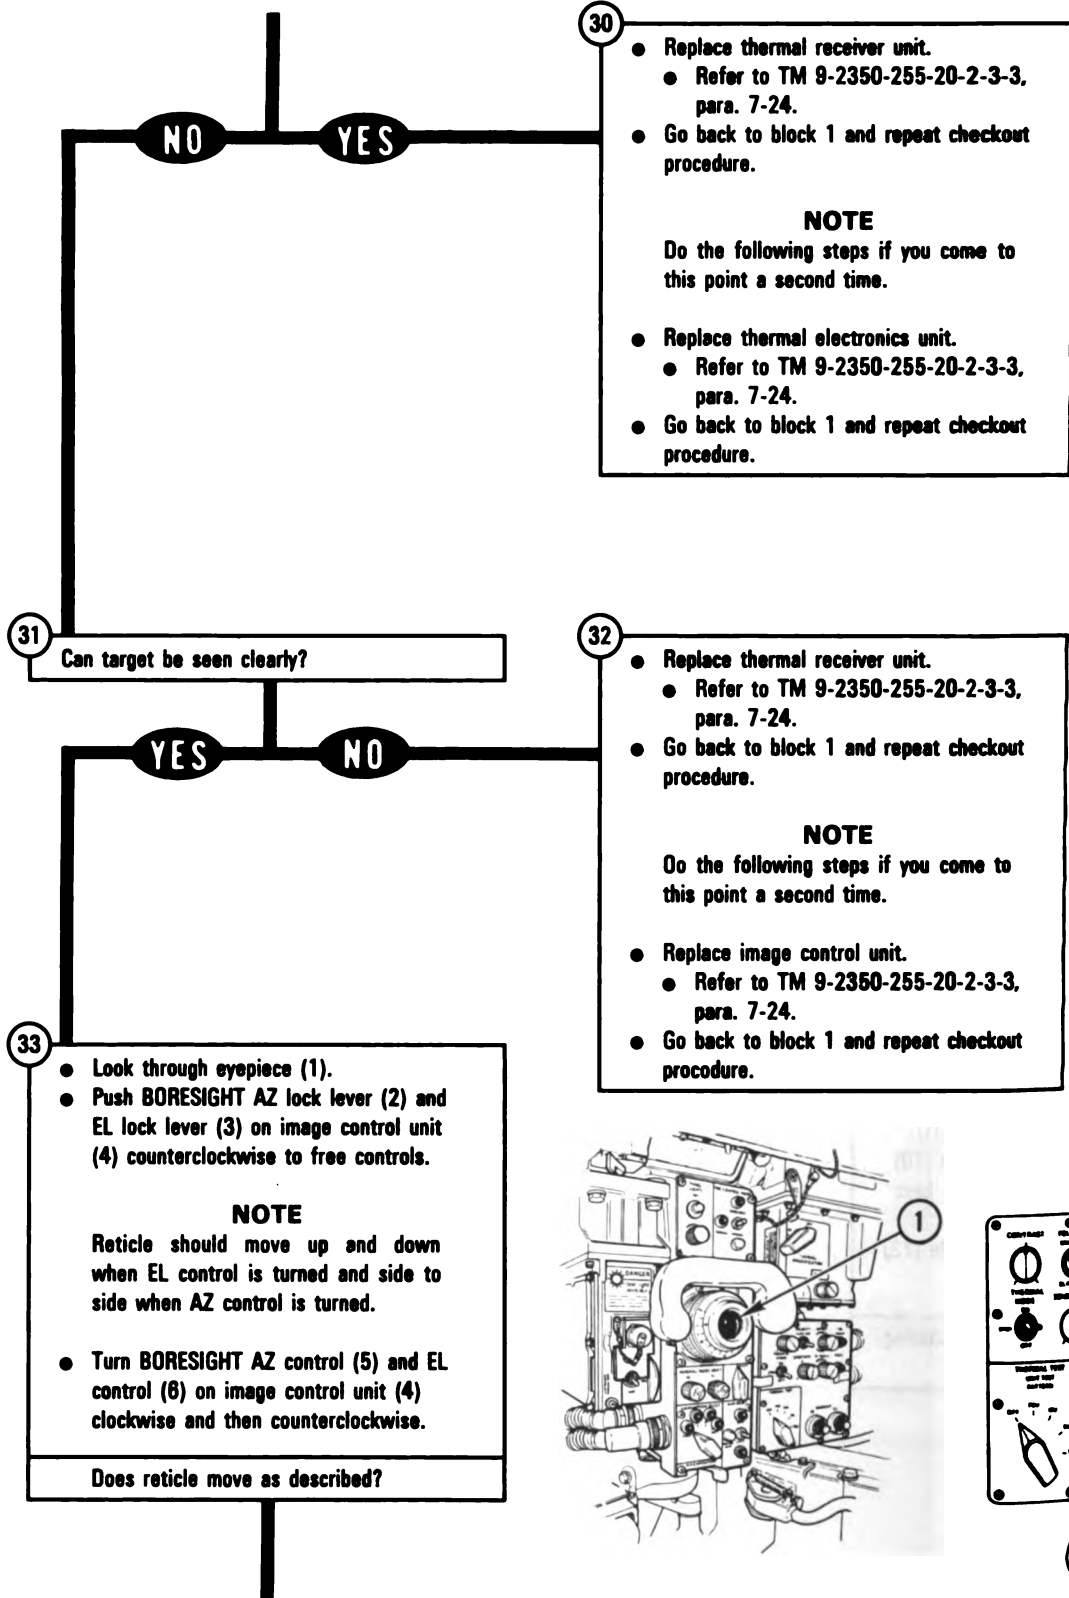 30
● Replace thermal receiver unit.
● Refer to TM 9-2350-255-20-2-3-3,
para. 7-24.
● Go back to block 1 and repeat checkout
procedure.
NOTE
Do the following steps if you come to
this point a second time.
● Replace thermal electronics unit.
● Refer to TM 9-2350-255-20-2-3-3,
para. 7-24.
● Go back to block 1 and repeat checkout
procedure.
NO
YES
31
Can target be seen clearly?
YES
NO
32
● Replace thermal receiver unit.
● Refer to TM 9-2350-255-20-2-3-3,
para. 7-24.
● Go back to block 1 and repeat checkout
procedure.
NOTE
Oo the following steps if you come to
this point a second time.
● Replace image control unit.
● Refer to TM 9-2350-255-20-2-3-3,
para. 7-24.
● Go back to block 1 and repeat checkout
procodure.
33
● Look through eyepiece (1).
● Push BORESIGHT AZ lock lever (2) and
EL lock lever (3) on image control unit
(4) counterclockwise to free controls.
NOTE
Reticle should move up and down
when EL control is turned and side to
side when AZ control is turned.
● Turn BORESIGHT AZ control (5) and EL
control (6) on image control unit (4)
clockwise and then counterclockwise.
Does reticle move as described?
1
DANGER
CONTRAST
THERMAL
MODE
OFF